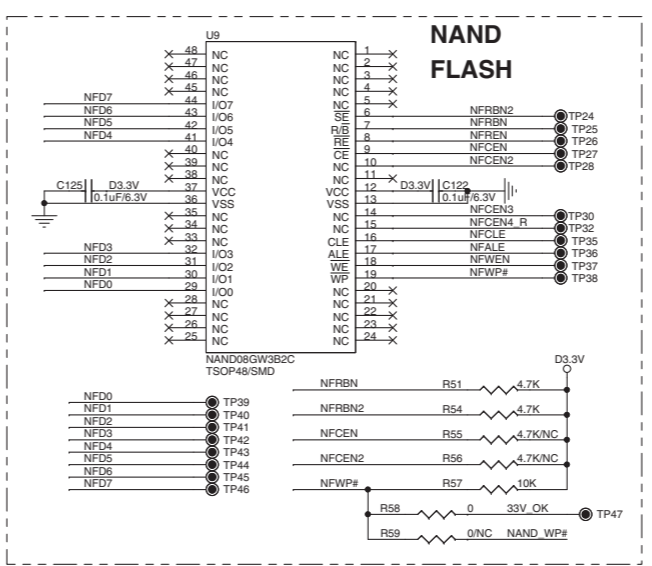 U9
NAND
FLASH
48 NC NC 1
47 NC NC 2
46 NC NC 3
45 NC NC 4
NFD7 44 I/O7 NC 5
NFD6 43 I/O6 SE 6 NFRBN2 TP24
NFD5 42 I/O5 R/B 7 NFRBN TP25
NFD4 41 I/O4 RE 8 NFREN TP26
40 NC CE 9 NFCEN TP27
39 NC NC 10 NFCEN2 TP28
38 NC NC 11
C125 D3.3V 37 VCC VCC 12 D3.3V C122
0.1uF/6.3V 36 VSS VSS 13 0.1uF/6.3V
35 NC NC 14 NFCEN3 TP30
34 NC NC 15 NFCEN4_R TP32
33 NC CLE 16 NFCLE TP35
NFD3 32 I/O3 ALE 17 NFALE TP36
NFD2 31 I/O2 WE 18 NFWEN TP37
NFD1 30 I/O1 WP 19 NFWP# TP38
NFD0 29 I/O0 NC 20
28 NC NC 21
27 NC NC 22
26 NC NC 23
25 NC NC 24
NAND08GW3B2C
TSOP48/SMD
D3.3V
NFD0 TP39
NFD1 TP40
NFD2 TP41
NFD3 TP42
NFD4 TP43
NFD5 TP44
NFD6 TP45
NFD7 TP46
NFRBN R51 4.7K
NFRBN2 R54 4.7K
NFCEN R55 4.7K/NC
NFCEN2 R56 4.7K/NC
NFWP# R57 10K
R58 0 33V_OK TP47
R59 0/NC NAND_WP#